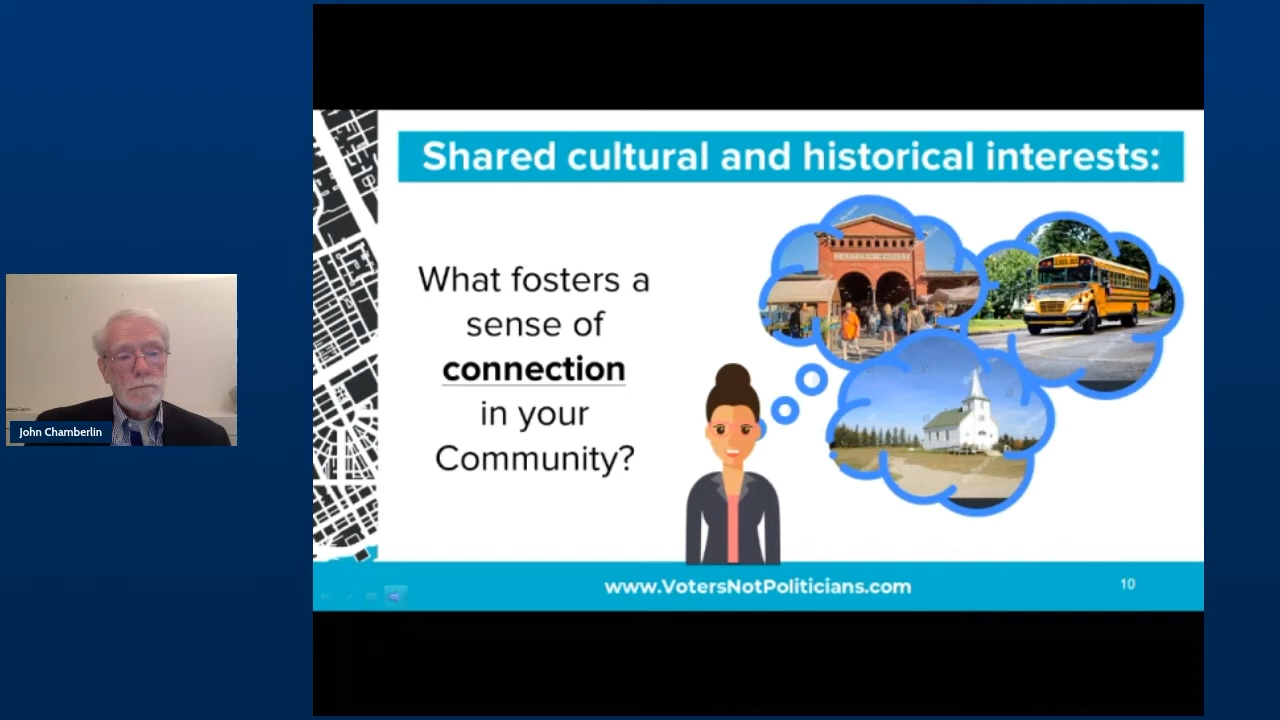 Shared cultural and historical interests:
What fosters a
sense of
connection
in your
Community?
John Chamberlin
www.VotersNotPoliticians.com
10